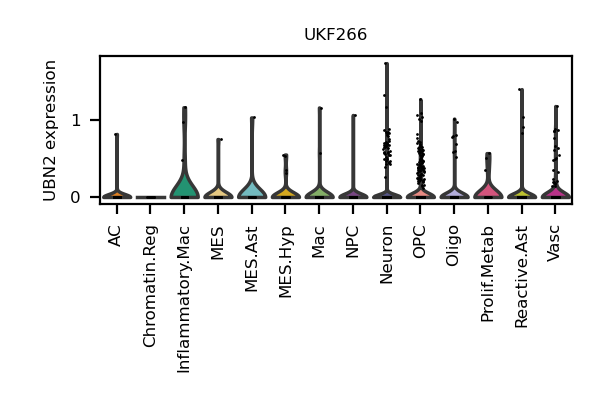 UKF266
UBN2 expression
1
0
AC
Chromatin.Reg
Inflammatory.Mac
MES
MES.Ast
MES.Hyp
Mac
NPC
Neuron
OPC
Oligo
Prolif.Metab
Reactive.Ast
Vasc